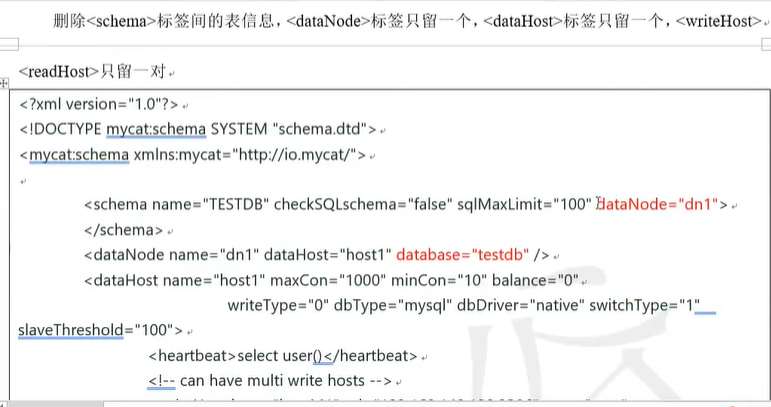 删除<schema>标签间的表信息，<dataNode>标签只留一个，<dataHost>标签只留一个，<writeHost>
<readHost>只留一对
<?xml version="1.0"?>
<!DOCTYPE mycat:schema SYSTEM "schema.dtd">
<mycat:schema xmlns:mycat="http://io.mycat/">
<schema name="TESTDB" checkSQLschema="false" sqlMaxLimit="100" dataNode="dn1">
</schema>
<dataNode name="dn1" dataHost="host1" database="testdb" />
<dataHost name="host1" maxCon="1000" minCon="10" balance="0"
writeType="0" dbType="mysql" dbDriver="native" switchType="1"
slaveThreshold="100">
<heartbeat>select user()</heartbeat>
<!-- can have multi write hosts -->